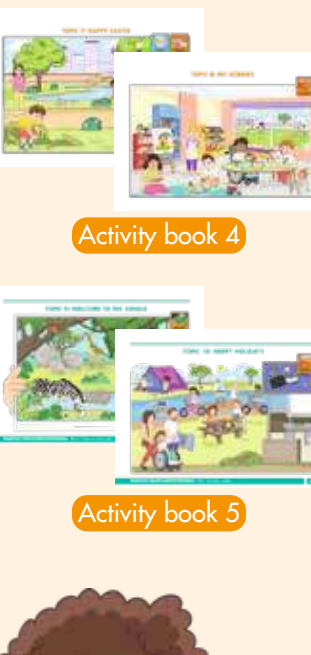 TOPIC 7: HAPPY EASTER
TOPIC 8: MY HOBBIES
Activity book 4
TOPIC 9: WELCOME TO THE JUNGLE
TOPIC 10: HAPPY HOLIDAYS
Activity book 5